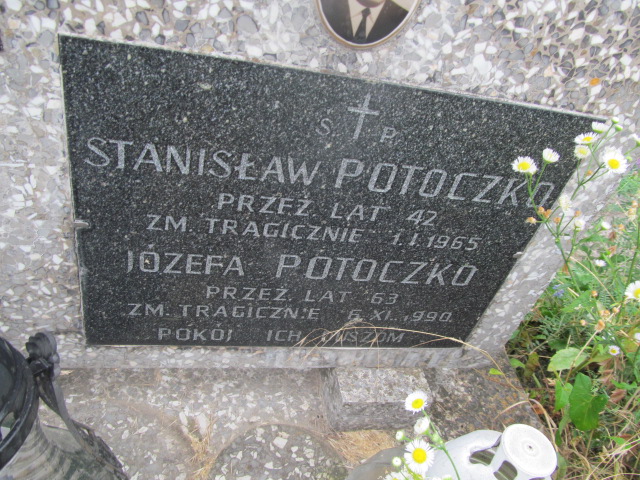 S P
STANISŁAW POTOCZKO
PRZEŻ. LAT 42
ZM. TRAGICZNIE 1.I.1965
JÓZEFA POTOCZKO
PRZEŻ. LAT 63
ZM. TRAGICZNIE 6.XI.1990.
POKÓJ ICH DUSZOM